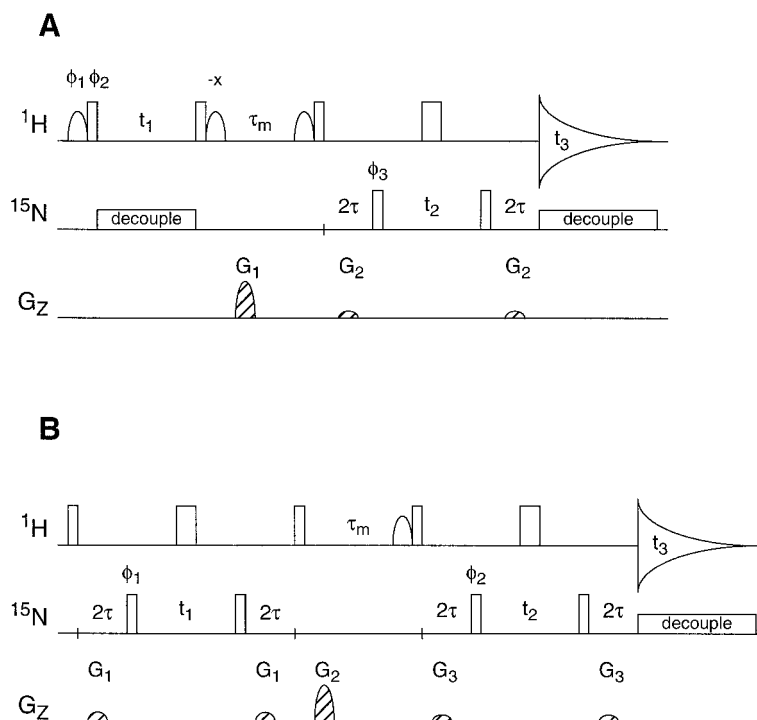 A
ϕ1 ϕ2 -x
1H t1 τm t3
ϕ3
15N decouple 2τ t2 2τ decouple
G1 G2 G2
GZ
B
1H τm t3
ϕ1 ϕ2
15N 2τ t1 2τ 2τ t2 2τ decouple
G1 G1 G2 G3 G3
GZ